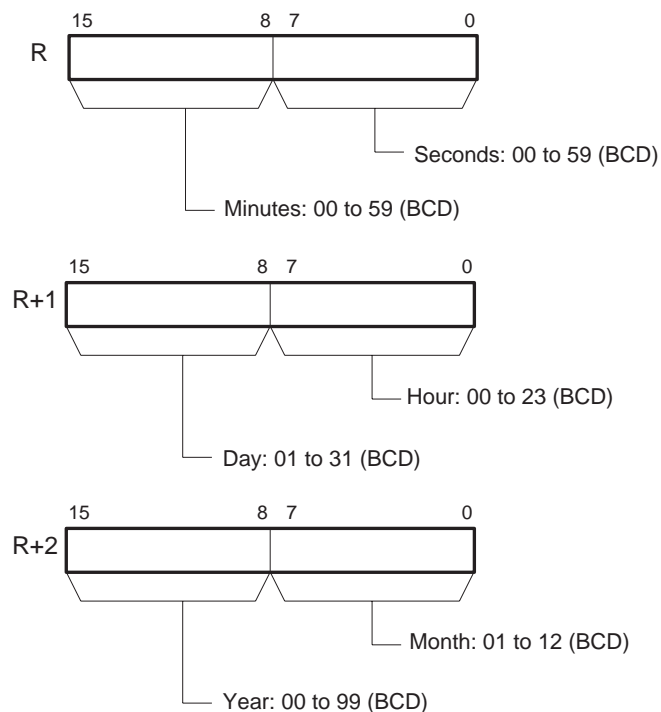 15 8 7 0
R
Seconds: 00 to 59 (BCD)
Minutes: 00 to 59 (BCD)
15 8 7 0
R+1
Hour: 00 to 23 (BCD)
Day: 01 to 31 (BCD)
15 8 7 0
R+2
Month: 01 to 12 (BCD)
Year: 00 to 99 (BCD)